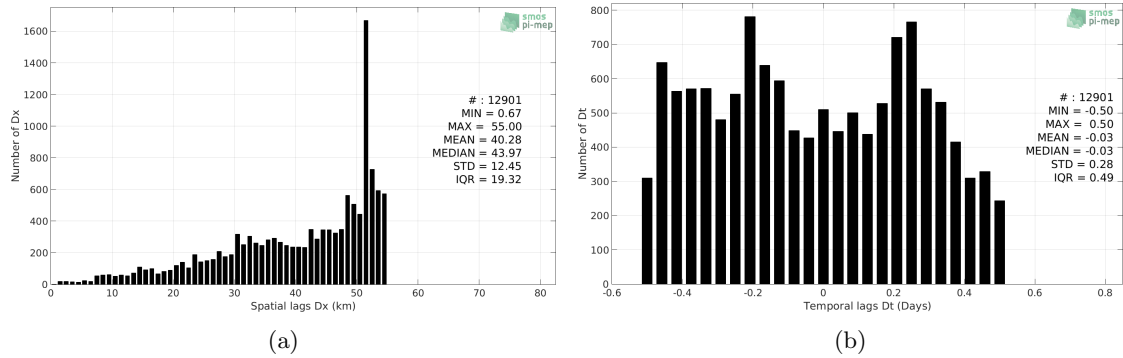 1600
1400
1200
1000
800
600
400
200
0
Number of Dx
0 10 20 30 40 50 60 70 80
Spatial lags Dx (km)
smos
pi-mep
# : 12901
MIN = 0.67
MAX = 55.00
MEAN = 40.28
MEDIAN = 43.97
STD = 12.45
IQR = 19.32
(a)
800
700
600
500
400
300
200
100
0
Number of Dt
-0.6 -0.4 -0.2 0 0.2 0.4 0.6 0.8
Temporal lags Dt (Days)
smos
pi-mep
# : 12901
MIN = -0.50
MAX = 0.50
MEAN = -0.03
MEDIAN = -0.03
STD = 0.28
IQR = 0.49
(b)